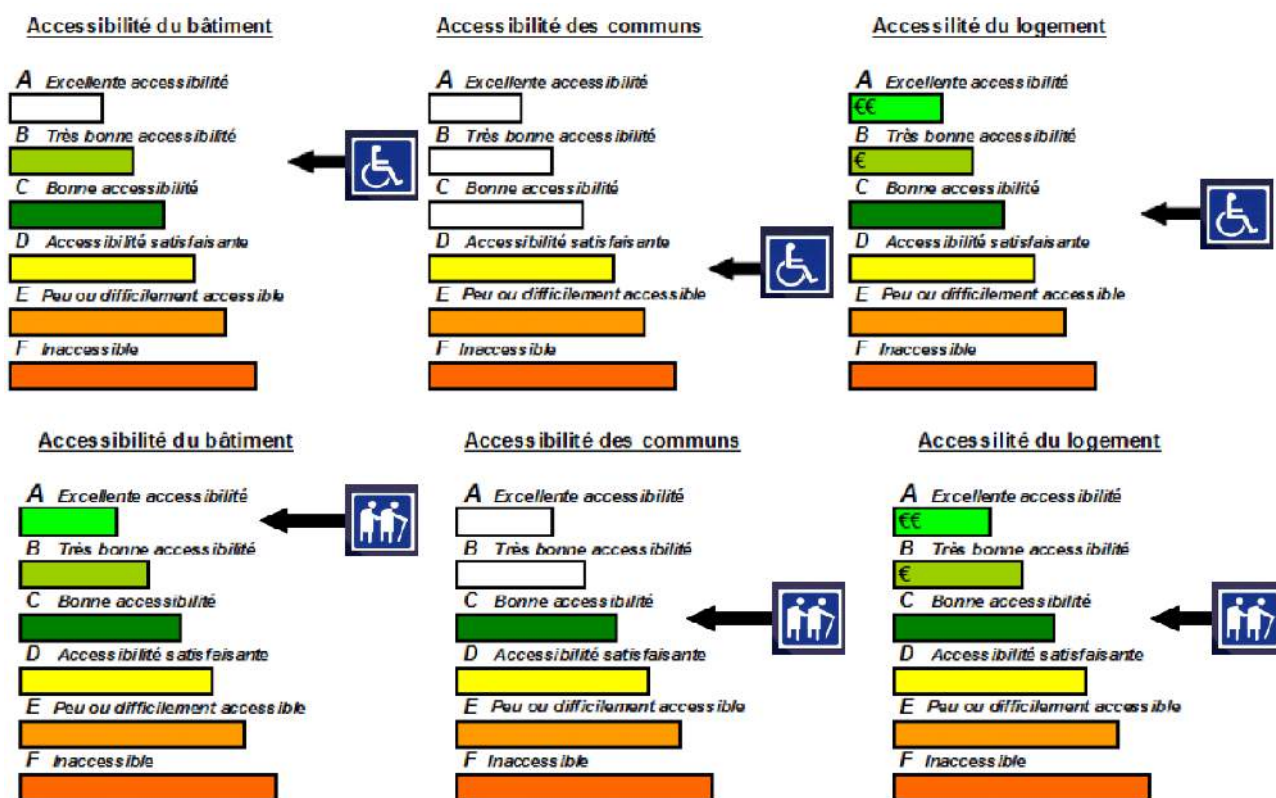 Accessibilité du bâtiment
A Excellente accessibilité
B Très bonne accessibilité
C Bonne accessibilité
D Accessibilité satisfaisante
E Peu ou difficilement accessible
F Inaccessible
Accessibilité des communs
A Excellente accessibilité
B Très bonne accessibilité
C Bonne accessibilité
D Accessibilité satisfaisante
E Peu ou difficilement accessible
F Inaccessible
Accessilité du logement
A Excellente accessibilité
€€
B Très bonne accessibilité
€
C Bonne accessibilité
D Accessibilité satisfaisante
E Peu ou difficilement accessible
F Inaccessible
Accessibilité du bâtiment
A Excellente accessibilité
B Très bonne accessibilité
C Bonne accessibilité
D Accessibilité satisfaisante
E Peu ou difficilement accessible
F Inaccessible
Accessibilité des communs
A Excellente accessibilité
B Très bonne accessibilité
C Bonne accessibilité
D Accessibilité satisfaisante
E Peu ou difficilement accessible
F Inaccessible
Accessilité du logement
A Excellente accessibilité
€€
B Très bonne accessibilité
€
C Bonne accessibilité
D Accessibilité satisfaisante
E Peu ou difficilement accessible
F Inaccessible